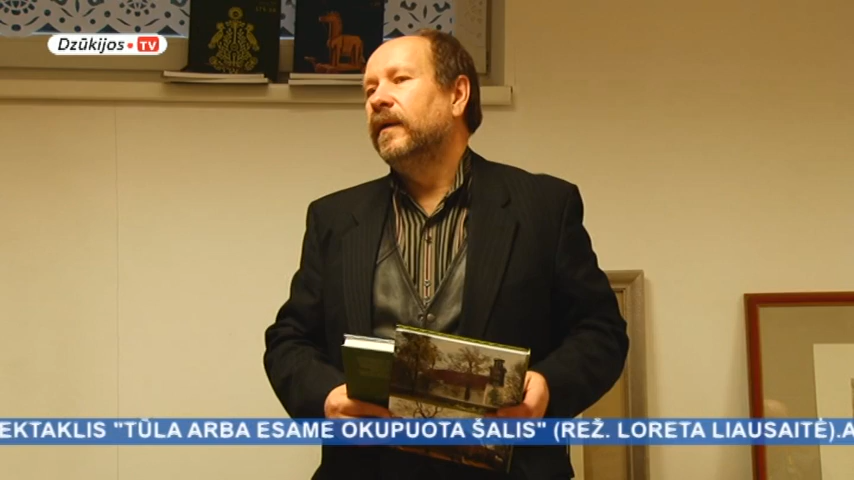 Dzūkijos TV
EKTAKLIS "TŪLA ARBA ESAME OKUPUOTA ŠALIS" (REŽ. LORETA LIAUSAITĖ).A